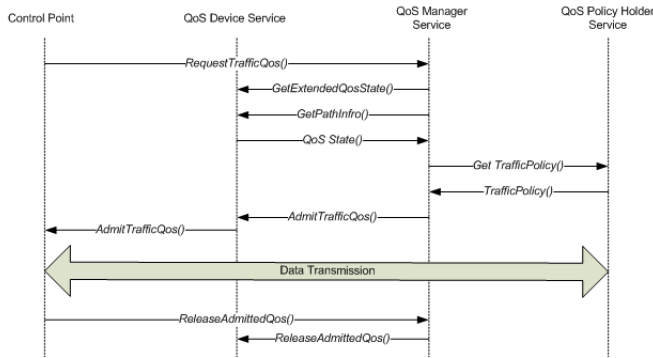 Control Point
QoS Device Service
QoS Manager
Service
QoS Policy Holder
Service
RequestTrafficQos()
GetExtendedQosState()
GetPathInfro()
QoS State()
Get TrafficPolicy()
TrafficPolicy()
AdmitTrafficQos()
AdmitTrafficQos()
Data Transmission
ReleaseAdmittedQos()
ReleaseAdmittedQos()